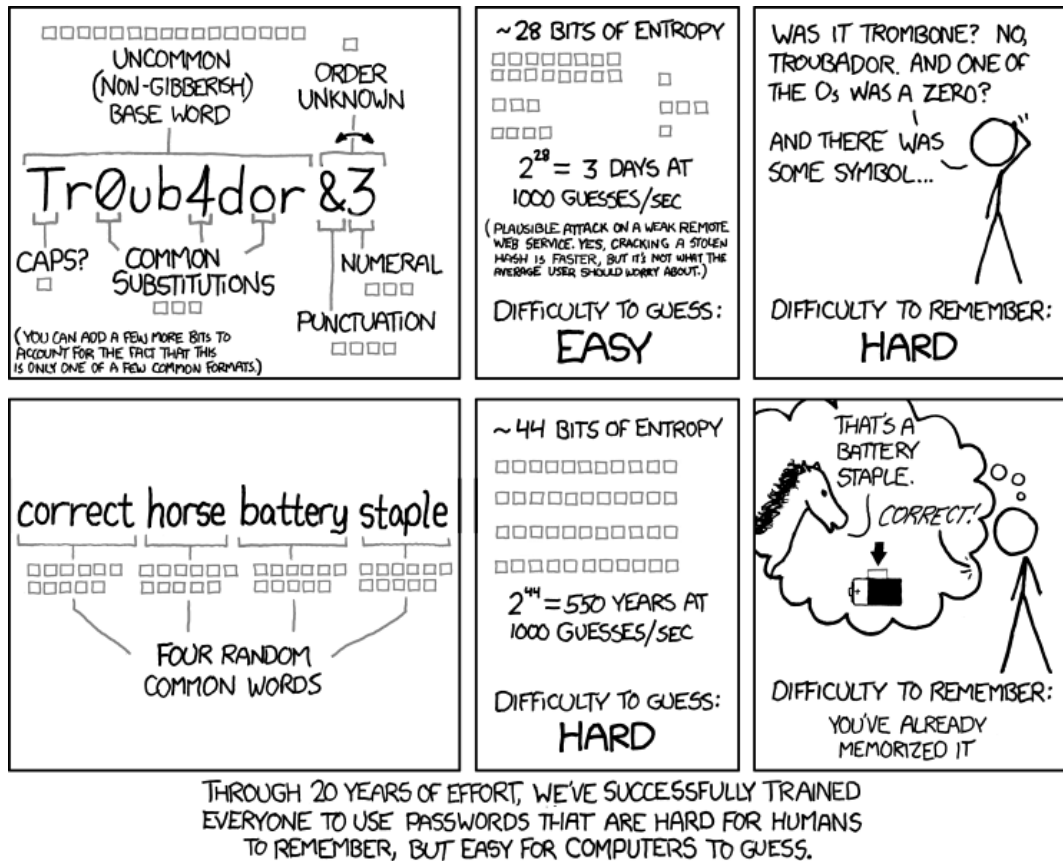 UNCOMMON
(NON-GIBBERISH)
BASE WORD
ORDER
UNKNOWN
Tr0ub4dor &3
CAPS?
COMMON
SUBSTITUTIONS
NUMERAL
PUNCTUATION
(YOU CAN ADD A FEW MORE BITS TO
ACCOUNT FOR THE FACT THAT THIS
IS ONLY ONE OF A FEW COMMON FORMATS.)
~28 BITS OF ENTROPY
2^28 = 3 DAYS AT
1000 GUESSES/SEC
(PLAUSIBLE ATTACK ON A WEAK REMOTE
WEB SERVICE. YES, CRACKING A STOLEN
HASH IS FASTER, BUT IT'S NOT WHAT THE
AVERAGE USER SHOULD WORRY ABOUT.)
DIFFICULTY TO GUESS:
EASY
WAS IT TROMBONE? NO,
TROUBADOR. AND ONE OF
THE Os WAS A ZERO?
AND THERE WAS
SOME SYMBOL...
DIFFICULTY TO REMEMBER:
HARD
correct horse battery staple
FOUR RANDOM
COMMON WORDS
~44 BITS OF ENTROPY
2^44 = 550 YEARS AT
1000 GUESSES/SEC
DIFFICULTY TO GUESS:
HARD
THAT'S A
BATTERY
STAPLE.
CORRECT!
+
DIFFICULTY TO REMEMBER:
YOU'VE ALREADY
MEMORIZED IT
THROUGH 20 YEARS OF EFFORT, WE'VE SUCCESSFULLY TRAINED
EVERYONE TO USE PASSWORDS THAT ARE HARD FOR HUMANS
TO REMEMBER, BUT EASY FOR COMPUTERS TO GUESS.